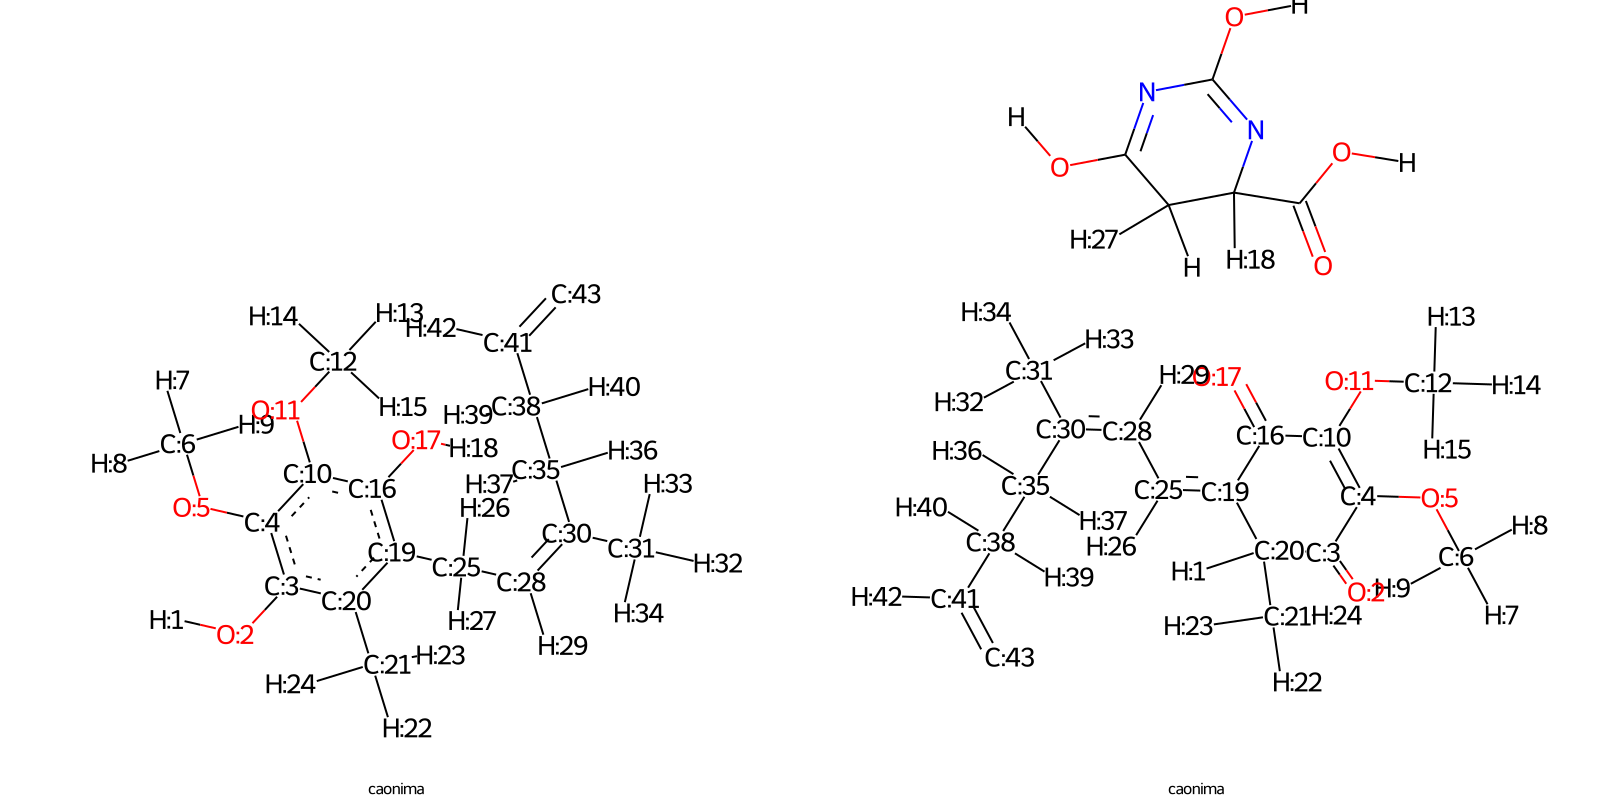 O H
N
H N
O O H
H:27 H H:18 O
C:43
H:14 H:13 H:42 C:41
C:12
H:7 O:11 H:15 H:39 C:38 H:40
H:9
H:8 C:6 O:17 H:18
C:10 C:16 H:37 C:35 H:36
O:5 C:4 H:26 H:33
C:30 C:31 H:32
C:19 C:25 C:28
C:3 C:20
H:1 O:2 H:27 H:34
H:29
C:21 H:23
H:24
H:22
H:34 H:13
H:33
C:31 H:29 O:17 O:11 C:12 H:14
H:32
C:30 C:28 C:16 C:10
H:36 H:15
C:35 C:25 C:19 C:4 O:5
H:40 H:37 H:8
C:38 H:26 C:20 C:3 C:6
H:1 H:39
H:42 C:41 O:2 H:9
H:23 C:21 H:24 H:7
C:43
H:22
caonima caonima